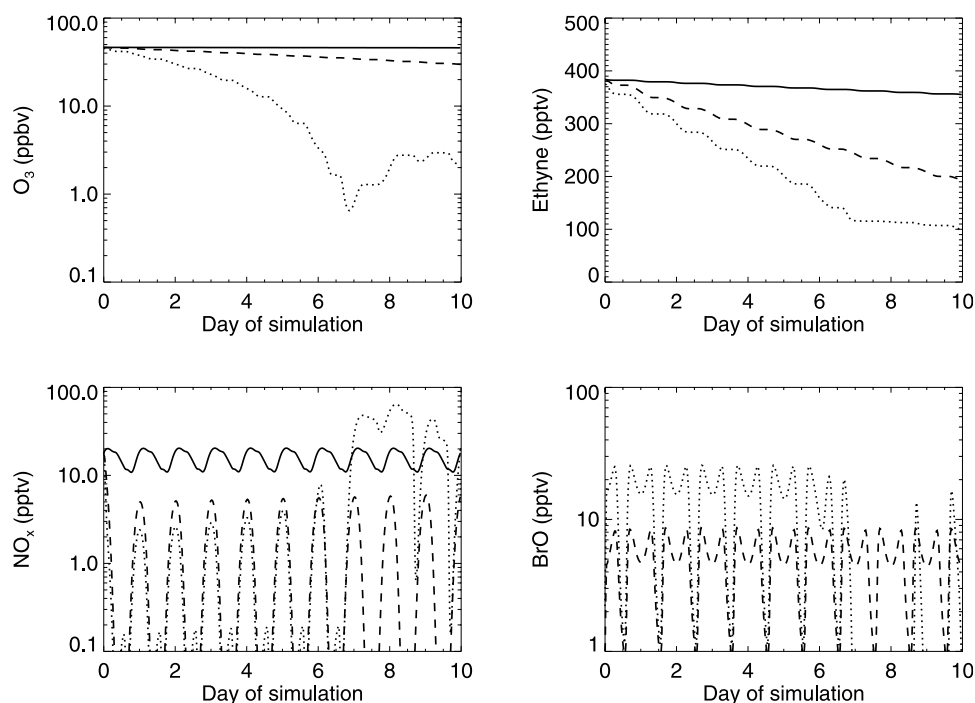 100.0
10.0
1.0
0.1
O₃ (ppbv)
0 2 4 6 8 10
Day of simulation
500
400
300
200
100
0
Ethyne (pptv)
0 2 4 6 8 10
Day of simulation
100.0
10.0
1.0
0.1
NOₓ (pptv)
0 2 4 6 8 10
Day of simulation
100
10
1
BrO (pptv)
0 2 4 6 8 10
Day of simulation